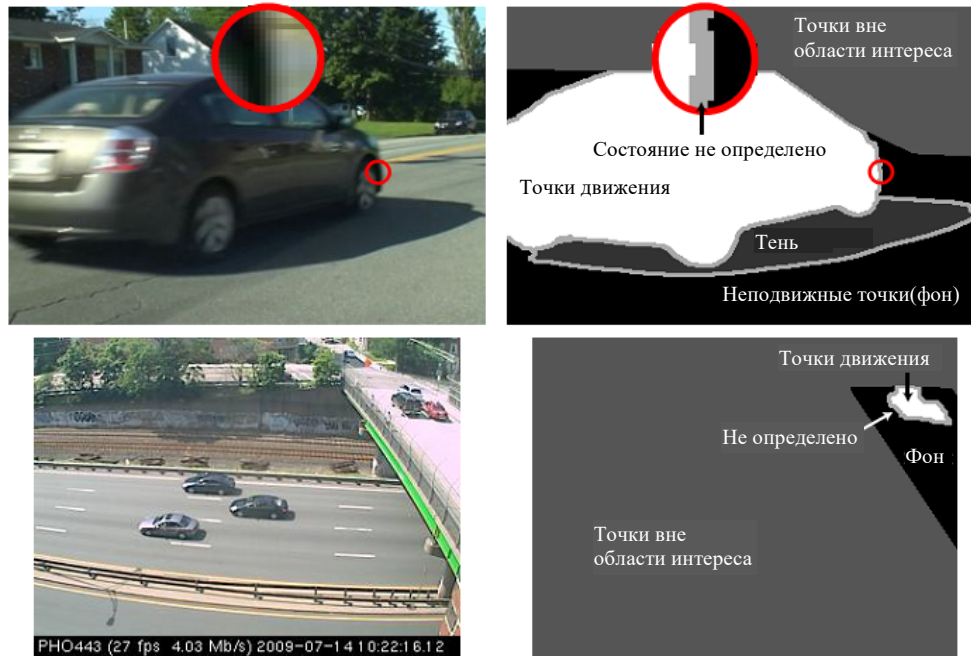 Точки вне
области интереса
Состояние не определено
Точки движения
Тень
Неподвижные точки(фон)
Точки движения
Не определено
Фон
Точки вне
области интереса
PHO443 (27 fps 4.03 Mb/s) 2009-07-14 10:22:16.12